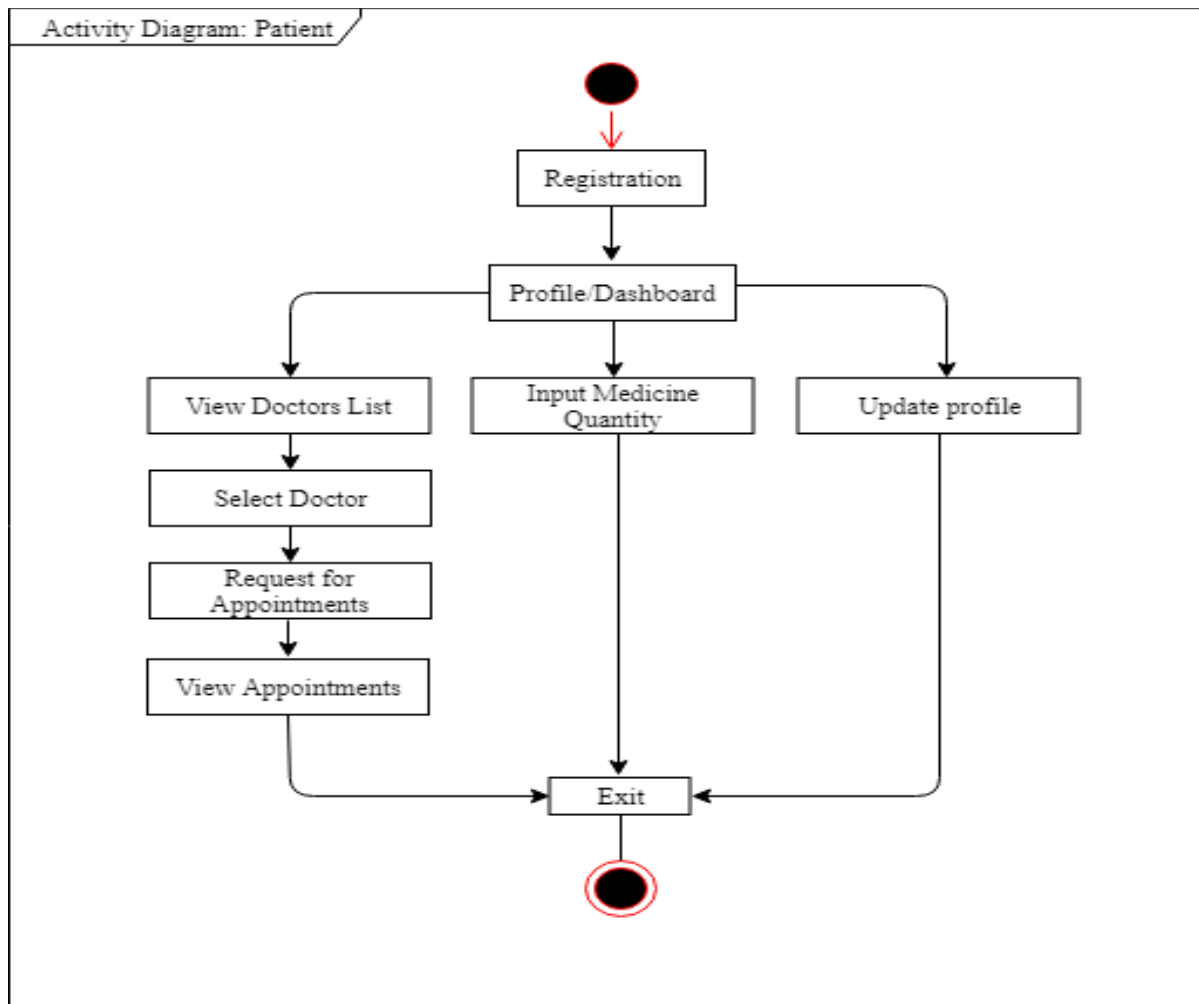 Activity Diagram: Patient
Registration
Profile/Dashboard
View Doctors List
Input Medicine
Quantity
Update profile
Select Doctor
Request for
Appointments
View Appointments
Exit